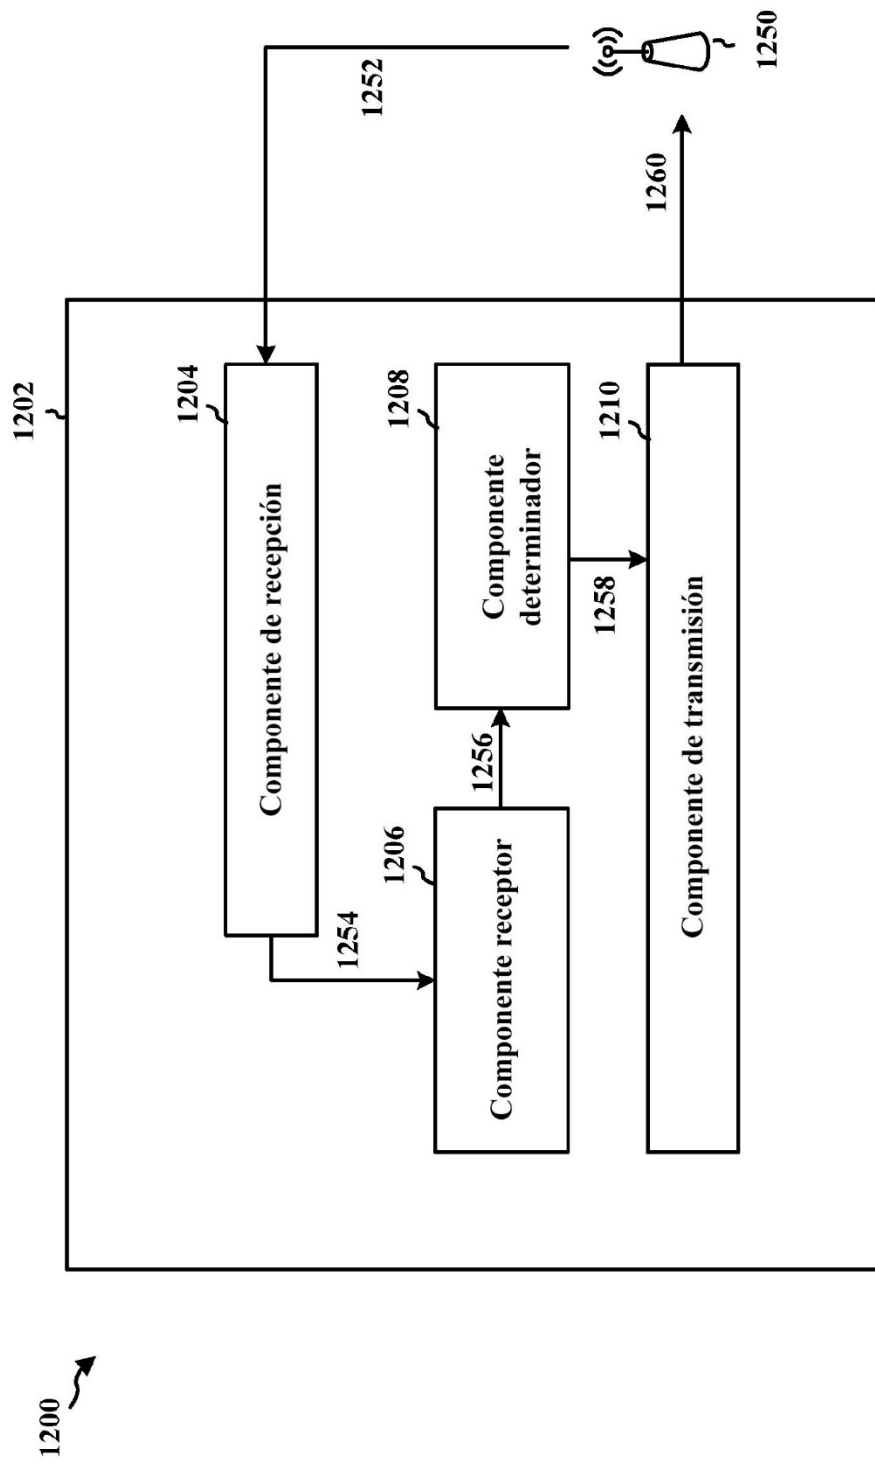 1200
1202
1204
Componente de recepción
1252
1254
1206
Componente receptor
1256
1208
Componente
determinador
1258
1210
Componente de transmisión
1260
1250